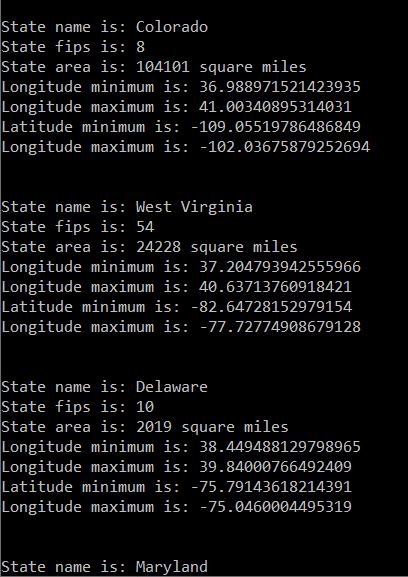 State name is: Colorado
State fips is: 8
State area is: 104101 square miles
Longitude minimum is: 36.988971521423935
Longitude maximum is: 41.00340895314031
Latitude minimum is: -109.05519786486849
Longitude maximum is: -102.03675879252694
State name is: West Virginia
State fips is: 54
State area is: 24228 square miles
Longitude minimum is: 37.204793942555966
Longitude maximum is: 40.63713760918421
Latitude minimum is: -82.64728152979154
Longitude maximum is: -77.72774908679128
State name is: Delaware
State fips is: 10
State area is: 2019 square miles
Longitude minimum is: 38.449488129798965
Longitude maximum is: 39.84000766492409
Latitude minimum is: -75.79143618214391
Longitude maximum is: -75.0460004495319
State name is: Maryland